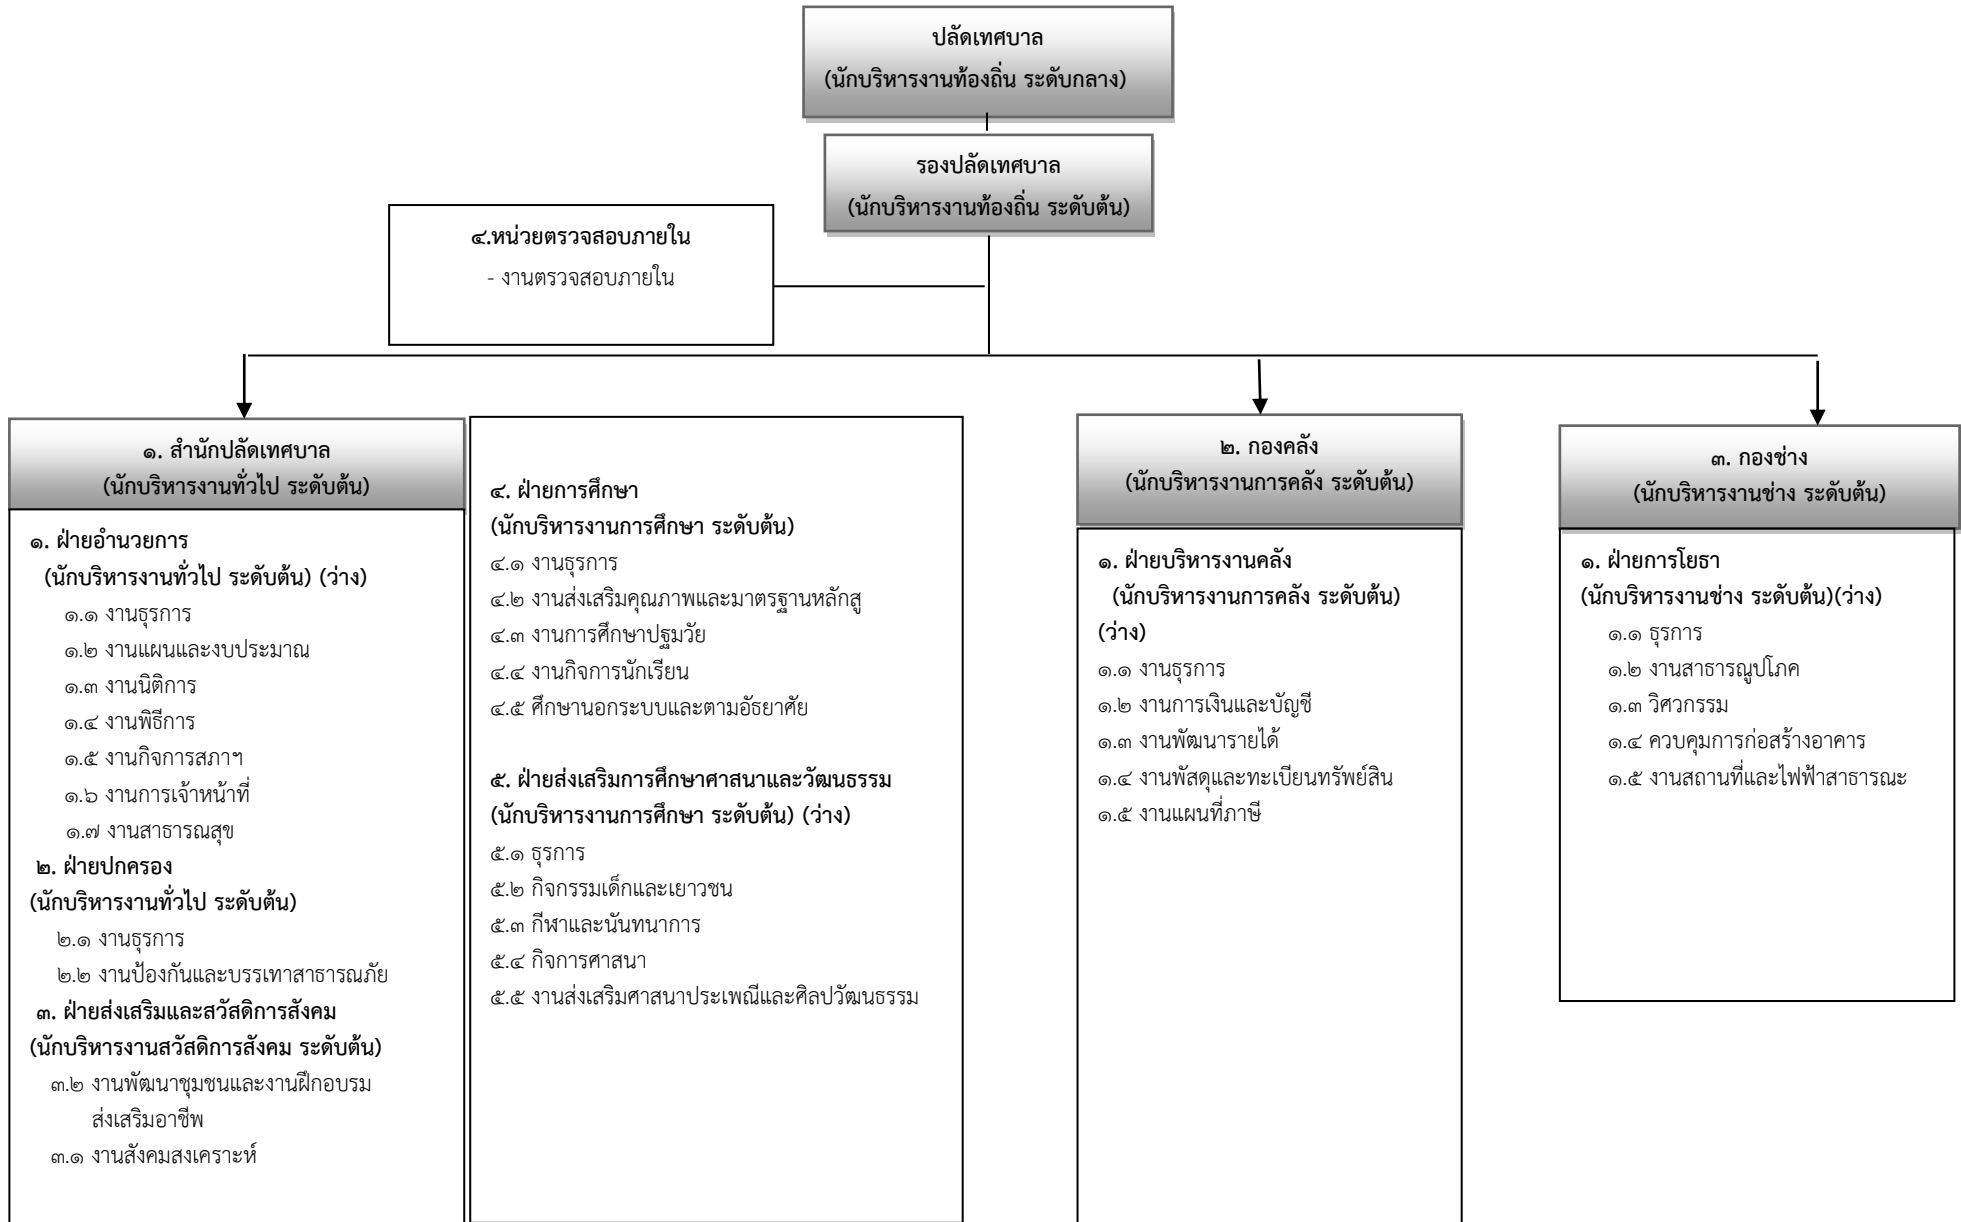 ปลัดเทศบาล
(นักบริหารงานท้องถิ่น ระดับกลาง)
รองปลัดเทศบาล
(นักบริหารงานท้องถิ่น ระดับต้น)
๔.หน่วยตรวจสอบภายใน
- งานตรวจสอบภายใน
๑. สำนักปลัดเทศบาล
(นักบริหารงานทั่วไป ระดับต้น)
๑. ฝ่ายอำนวยการ
(นักบริหารงานทั่วไป ระดับต้น) (ว่าง)
๑.๑ งานธุรการ
๑.๒ งานแผนและงบประมาณ
๑.๓ งานนิติการ
๑.๔ งานพิธีการ
๑.๕ งานกิจการสภาฯ
๑.๖ งานการเจ้าหน้าที่
๑.๗ งานสาธารณสุข
๒. ฝ่ายปกครอง
(นักบริหารงานทั่วไป ระดับต้น)
๒.๑ งานธุรการ
๒.๒ งานป้องกันและบรรเทาสาธารณภัย
๓. ฝ่ายส่งเสริมและสวัสดิการสังคม
(นักบริหารงานสวัสดิการสังคม ระดับต้น)
๓.๒ งานพัฒนาชุมชนและงานฝึกอบรม
ส่งเสริมอาชีพ
๓.๑ งานสังคมสงเคราะห์
๔. ฝ่ายการศึกษา
(นักบริหารงานการศึกษา ระดับต้น)
๔.๑ งานธุรการ
๔.๒ งานส่งเสริมคุณภาพและมาตรฐานหลักสู
๔.๓ งานการศึกษาปฐมวัย
๔.๔ งานกิจการนักเรียน
๔.๕ ศึกษานอกระบบและตามอัธยาศัย
๕. ฝ่ายส่งเสริมการศึกษาศาสนาและวัฒนธรรม
(นักบริหารงานการศึกษา ระดับต้น) (ว่าง)
๕.๑ ธุรการ
๕.๒ กิจกรรมเด็กและเยาวชน
๕.๓ กีฬาและนันทนาการ
๕.๔ กิจการศาสนา
๕.๕ งานส่งเสริมศาสนาประเพณีและศิลปวัฒนธรรม
๒. กองคลัง
(นักบริหารงานการคลัง ระดับต้น)
๑. ฝ่ายบริหารงานคลัง
(นักบริหารงานการคลัง ระดับต้น)
(ว่าง)
๑.๑ งานธุรการ
๑.๒ งานการเงินและบัญชี
๑.๓ งานพัฒนารายได้
๑.๔ งานพัสดุและทะเบียนทรัพย์สิน
๑.๕ งานแผนที่ภาษี
๓. กองช่าง
(นักบริหารงานช่าง ระดับต้น)
๑. ฝ่ายการโยธา
(นักบริหารงานช่าง ระดับต้น)(ว่าง)
๑.๑ ธุรการ
๑.๒ งานสาธารณูปโภค
๑.๓ วิศวกรรม
๑.๔ ควบคุมการก่อสร้างอาคาร
๑.๕ งานสถานที่และไฟฟ้าสาธารณะ